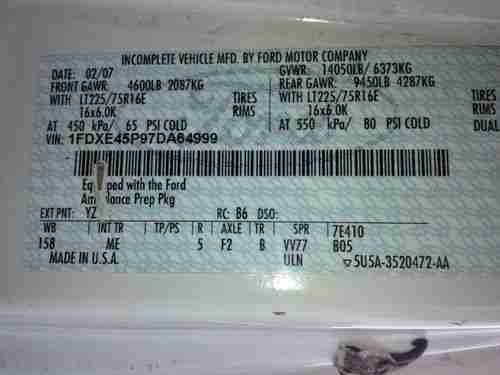 INCOMPLETE VEHICLE MFD. BY FORD MOTOR COMPANY
DATE: 02/07 GVWR: 14050LB/ 6373KG
FRONT GAWR: 4600LB 2087KG REAR GAWR: 9450LB 4287KG
WITH LT225/75R16E TIRES WITH LT225/75R16E TIRES
16x6.0K RIMS 16x6.0K RIMS
AT 450 kPa/ 65 PSI COLD AT 550 kPa/ 80 PSI COLD DUAL
VIN: 1FDXE45P97DA64999
with the Ford
Prep Pkg
EXT PNT: YZ RC: B6 DSO:
WB INT TR TP/PS R AXLE TR SPR 7E410
158 ME 5 F2 B VV77 B05
MADE IN U.S.A. ULN ▽5U5A-3520472-AA